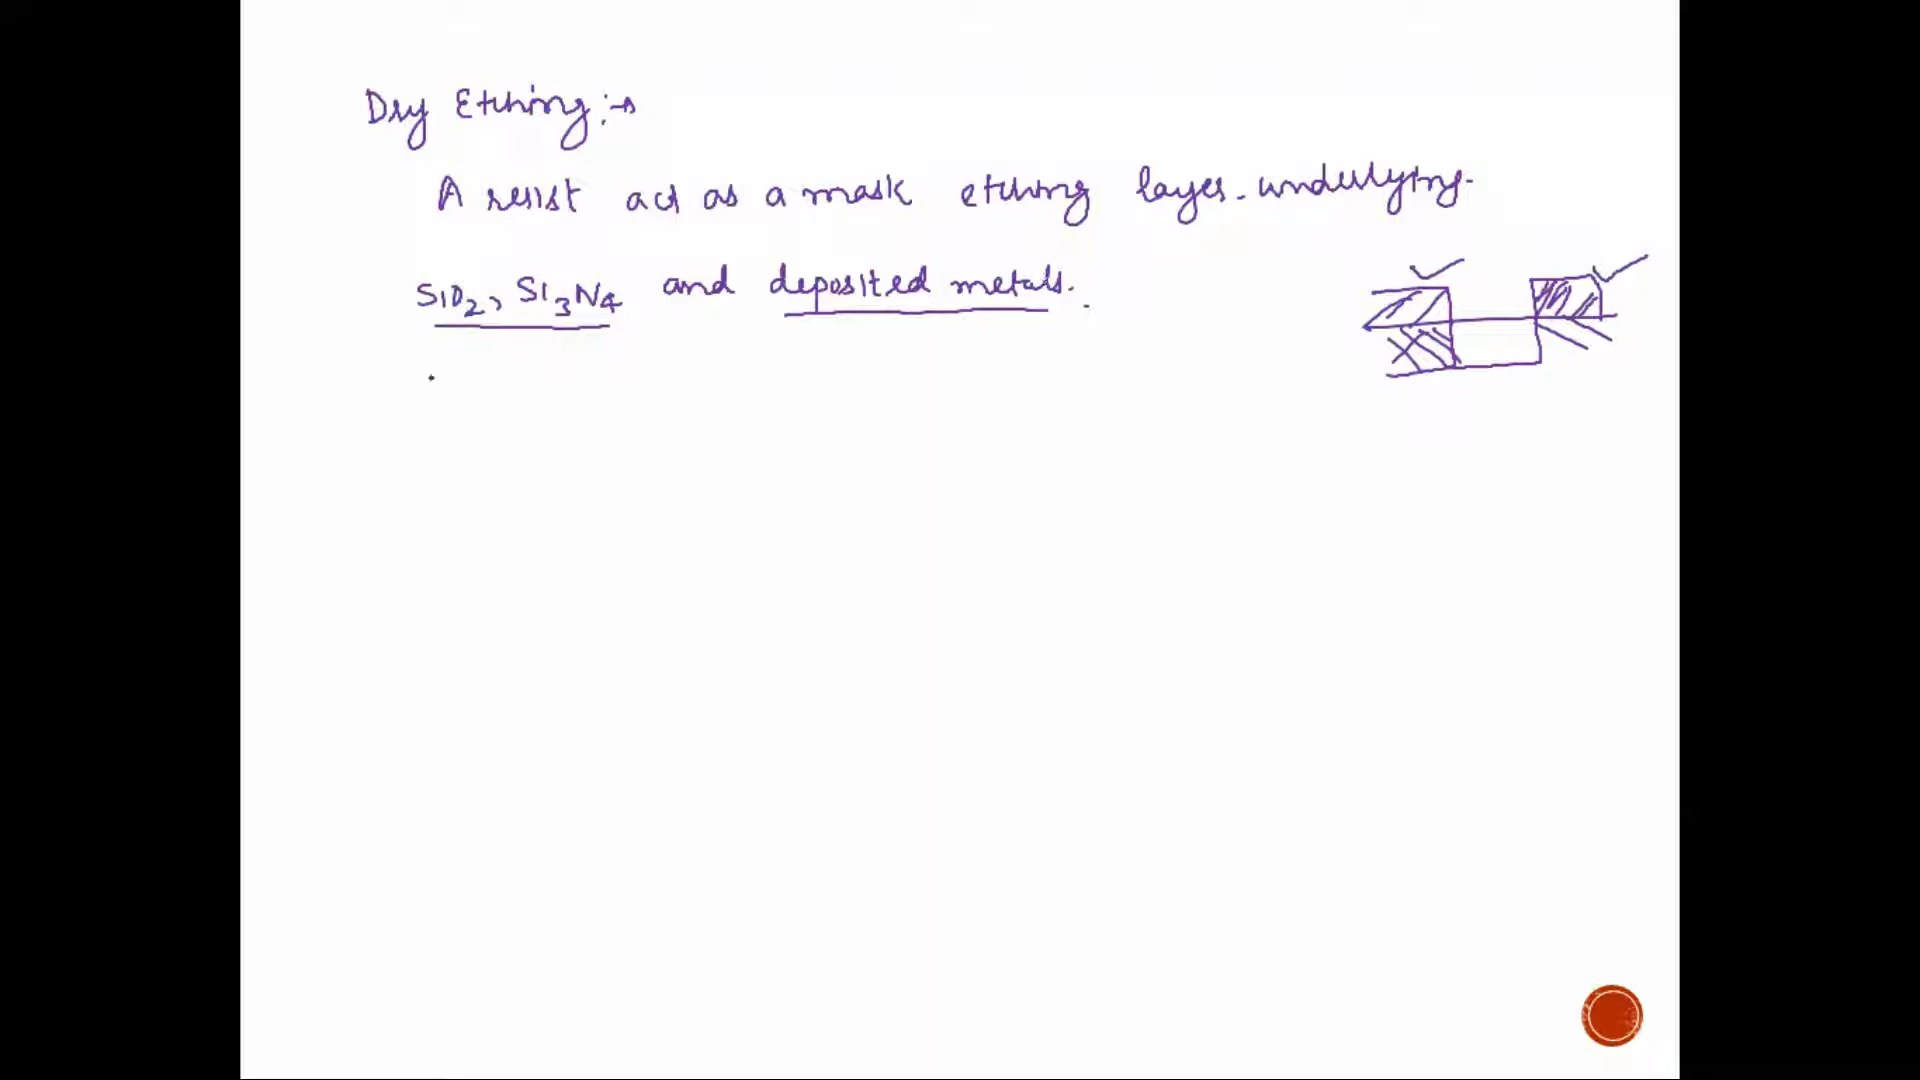 Dry Etching :→
A resist act as a mask etching layer. underlying.
SiO2, Si3N4 and deposited metals.